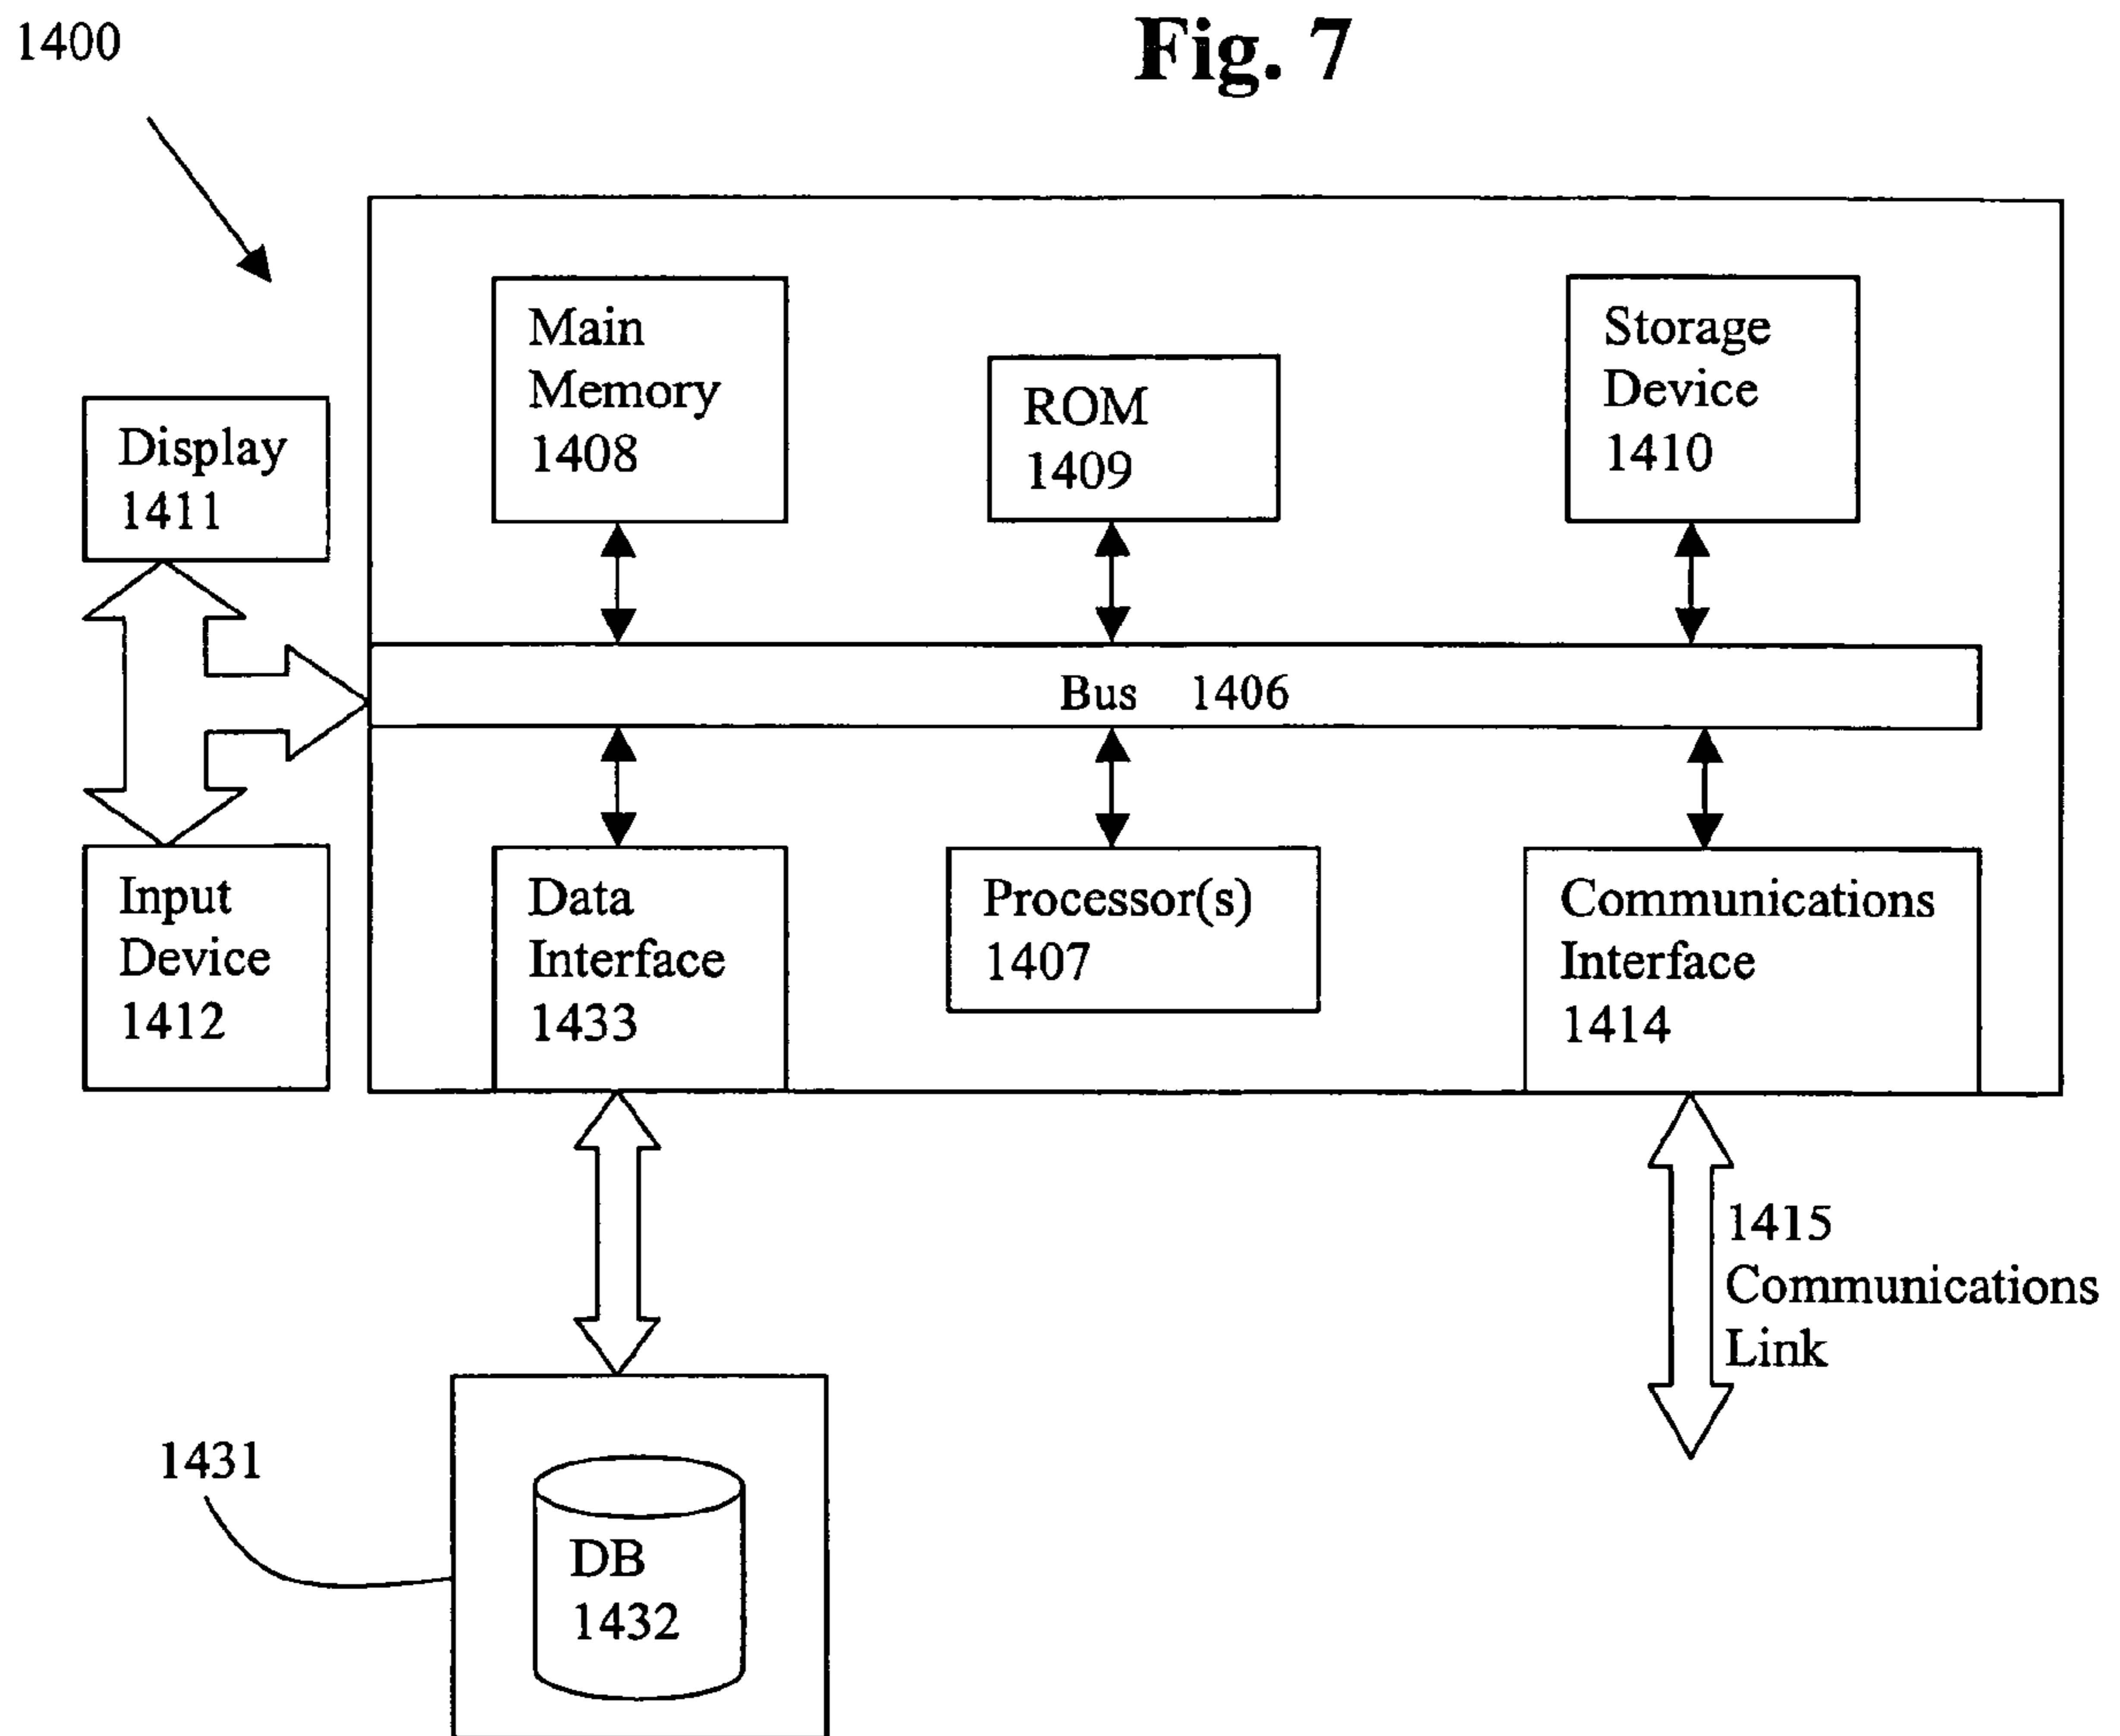 1400
Fig. 7
Main
Memory
1408
ROM
1409
Storage
Device
1410
Display
1411
Bus 1406
Input
Device
1412
Data
Interface
1433
Processor(s)
1407
Communications
Interface
1414
1415
Communications
Link
1431
DB
1432